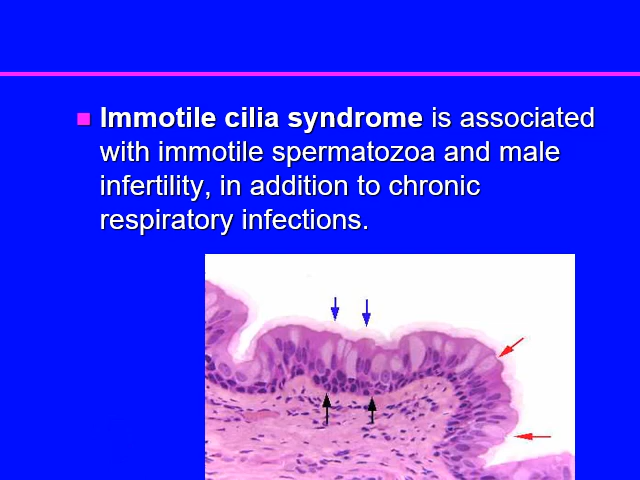 Immotile cilia syndrome is associated
with immotile spermatozoa and male
infertility, in addition to chronic
respiratory infections.